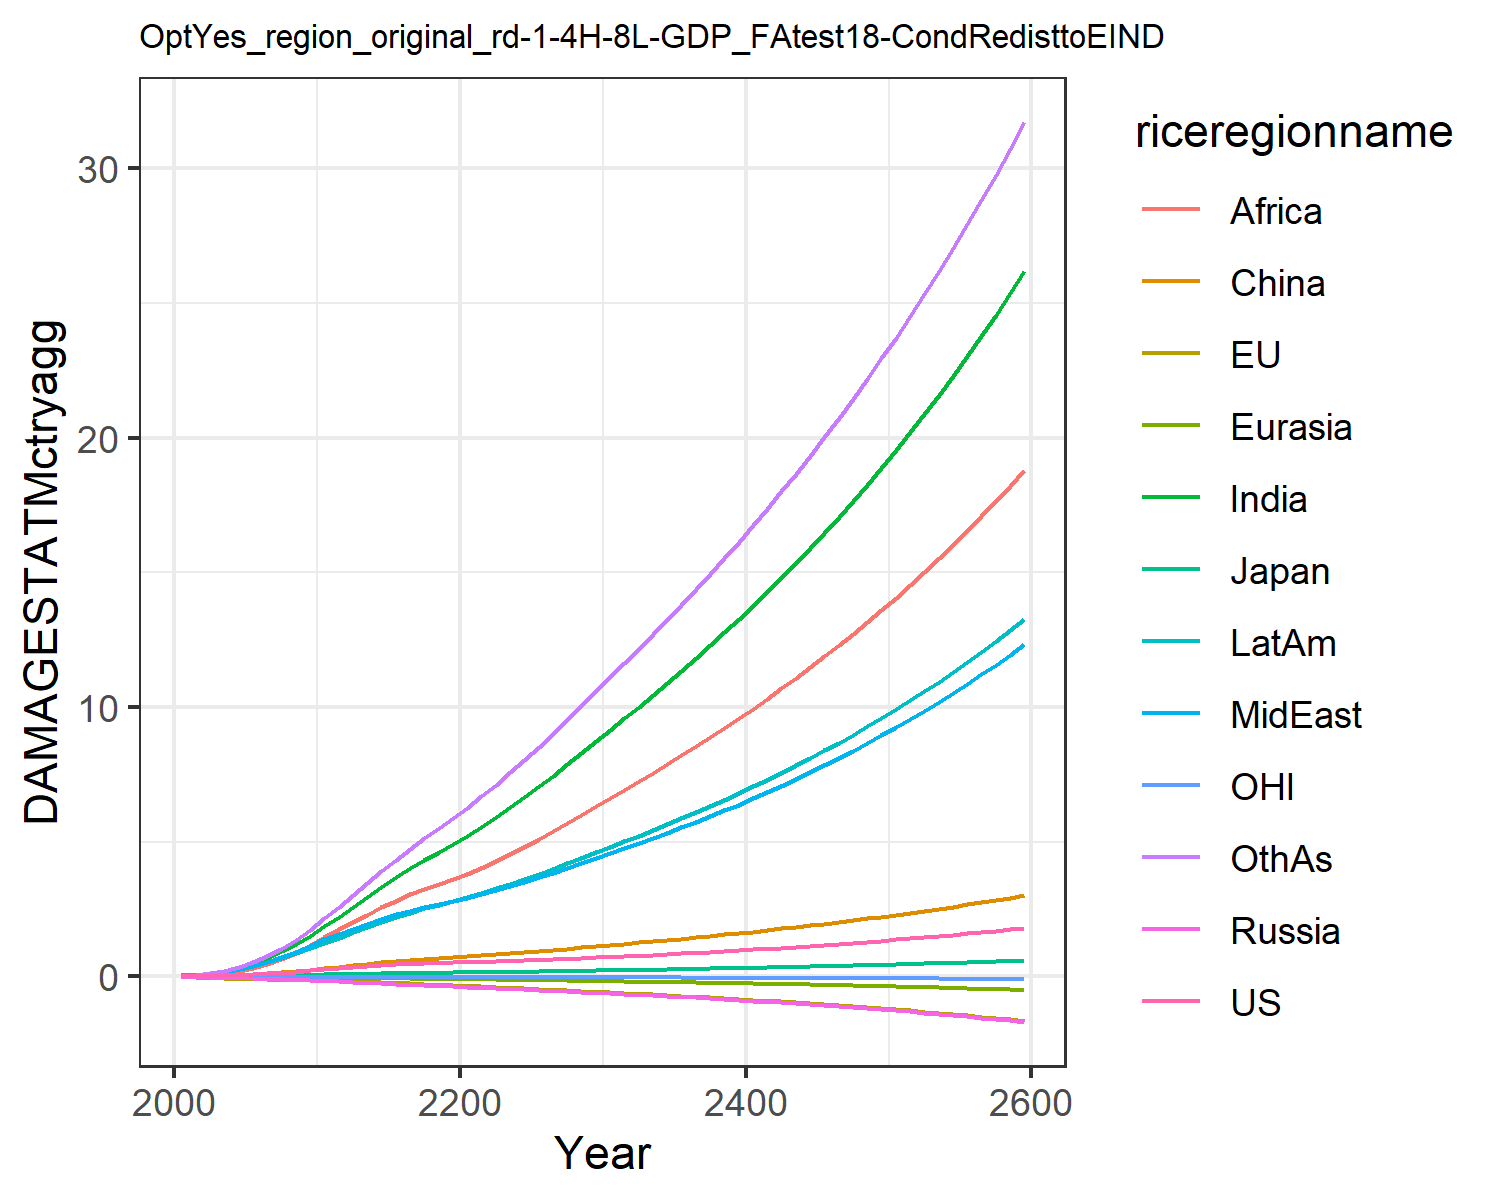 OptYes_region_original_rd-1-4H-8L-GDP_FAtest18-CondRedisttoEIND
DAMAGESTATMctryagg
30
20
10
0
2000
2200
2400
2600
Year
riceregionname
Africa
China
EU
Eurasia
India
Japan
LatAm
MidEast
OHI
OthAs
Russia
US